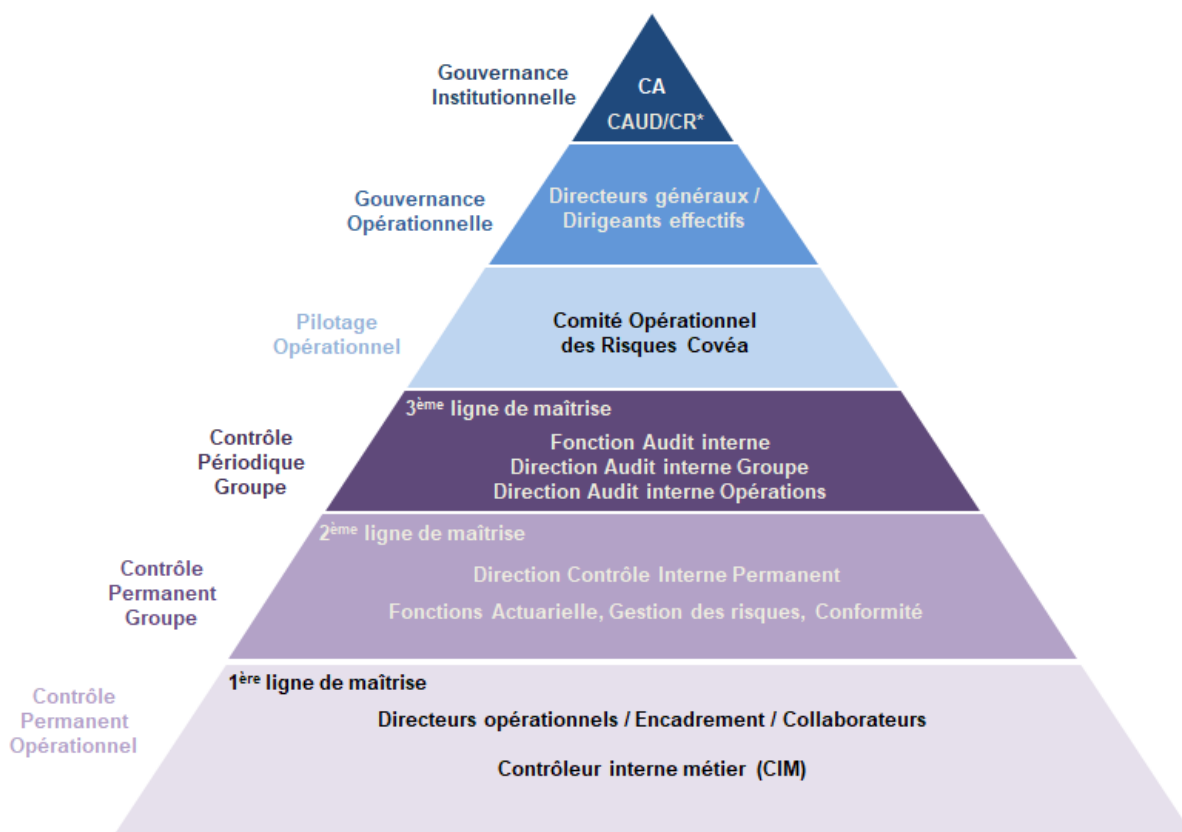 Gouvernance
Institutionnelle
CA
CAUD/CR*
Gouvernance
Opérationnelle
Directeurs généraux /
Dirigeants effectifs
Pilotage
Opérationnel
Comité Opérationnel
des Risques Covéa
Contrôle
Périodique
Groupe
3ème ligne de maîtrise
Fonction Audit interne
Direction Audit interne Groupe
Direction Audit interne Opérations
Contrôle
Permanent
Groupe
2ème ligne de maîtrise
Direction Contrôle Interne Permanent
Fonctions Actuarielle, Gestion des risques, Conformité
Contrôle
Permanent
Opérationnel
1ère ligne de maîtrise
Directeurs opérationnels / Encadrement / Collaborateurs
Contrôleur interne métier (CIM)